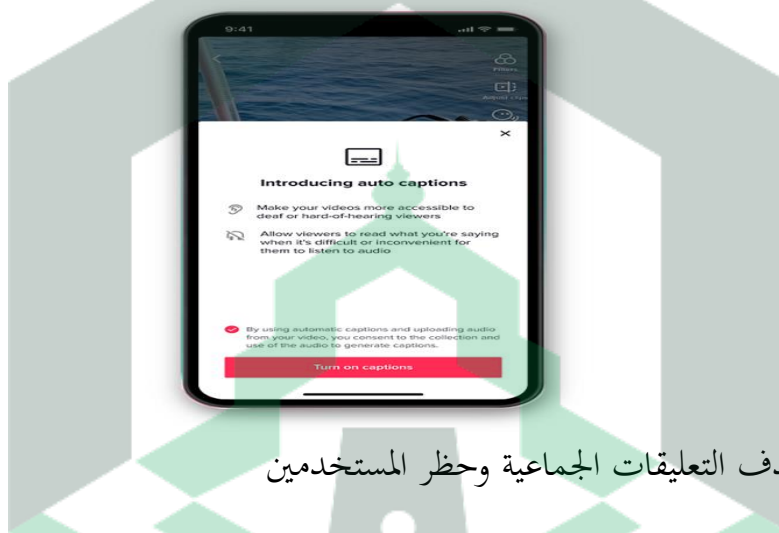 9:41
Filters
Adjust clips
Introducing auto captions
Make your videos more accessible to
deaf or hard-of-hearing viewers
Allow viewers to read what you're saying
when it's difficult or inconvenient for
them to listen to audio
By using automatic captions and uploading audio
from your video, you consent to the collection and
use of the audio to generate captions.
Turn on captions
التعليقات الجماعية وحظر المستخدمين